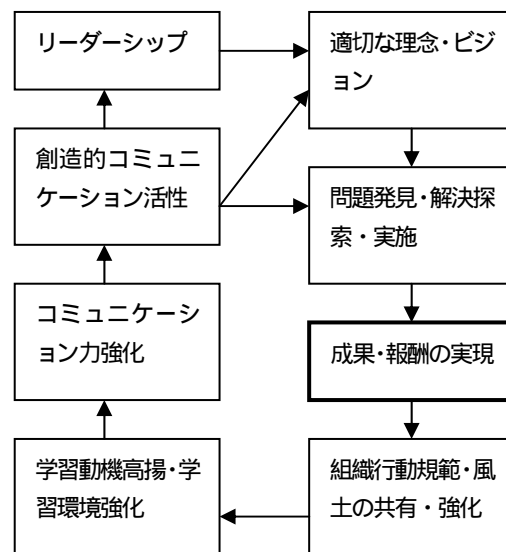 リーダーシップ
適切な理念・ビジ
ョン
創造的コミュニ
ケーション活性
問題発見・解決探
索・実施
コミュニケーシ
ョン力強化
成果・報酬の実現
学習動機高揚・学
習環境強化
組織行動規範・風
土の共有・強化